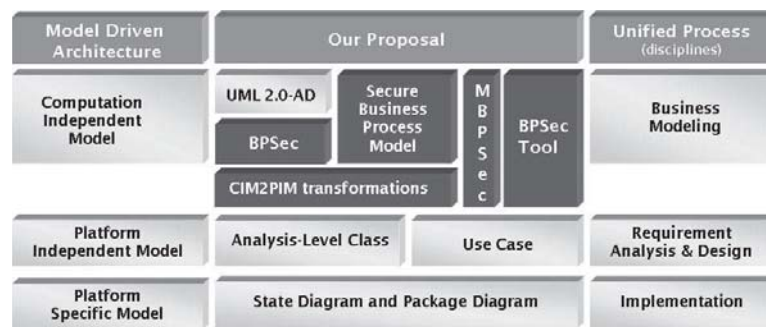 Model Driven
Architecture
Our Proposal
Unified Process
(disciplines)
Computation
Independent
Model
UML 2.0-AD
BPSec
Secure
Business
Process
Model
CIM2PIM transformations
M
B
P
S
e
c
BPSec
Tool
Business
Modeling
Platform
Independent Model
Analysis-Level Class
Use Case
Requirement
Analysis & Design
Platform
Specific Model
State Diagram and Package Diagram
Implementation